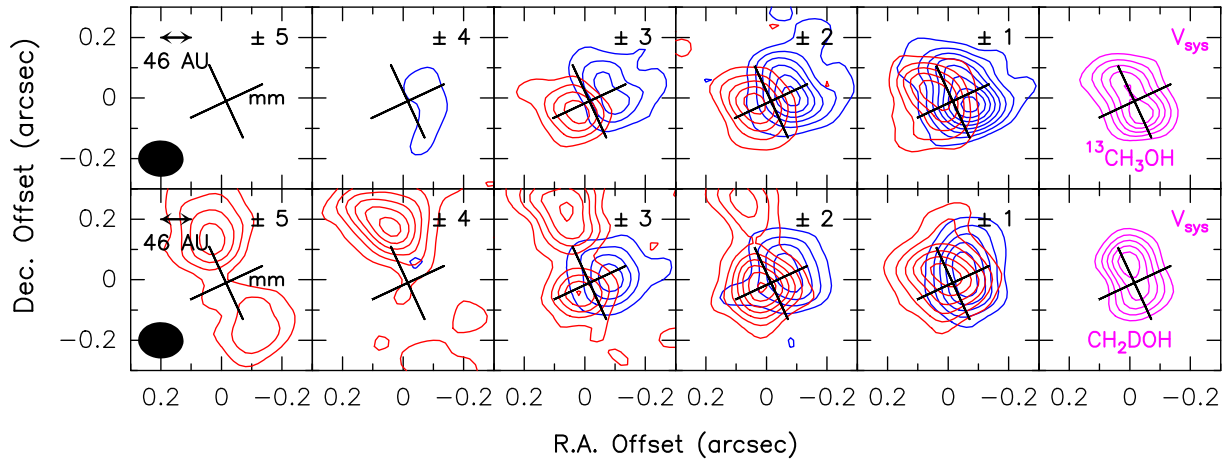 Dec. Offset (arcsec)
0.2
0
−0.2
± 5
46 AU
mm
± 4
± 3
± 2
± 1
Vsys
13CH3OH
0.2
0
−0.2
± 5
46 AU
mm
± 4
± 3
± 2
± 1
Vsys
CH2DOH
0.2 0 −0.2 0.2 0 −0.2 0.2 0 −0.2 0.2 0 −0.2 0.2 0 −0.2 0.2 0 −0.2
R.A. Offset (arcsec)